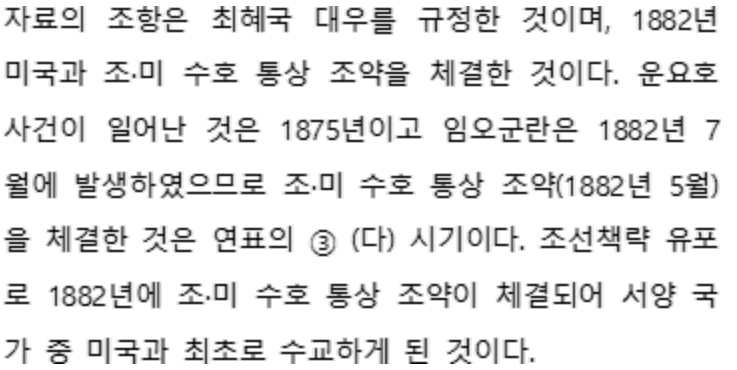 자료의 조항은 최혜국 대우를 규정한 것이며, 1882년
미국과 조·미 수호 통상 조약을 체결한 것이다. 운요호
사건이 일어난 것은 1875년이고 임오군란은 1882년 7
월에 발생하였으므로 조·미 수호 통상 조약(1882년 5월)
을 체결한 것은 연표의 ③ (다) 시기이다. 조선책략 유포
로 1882년에 조·미 수호 통상 조약이 체결되어 서양 국
가 중 미국과 최초로 수교하게 된 것이다.